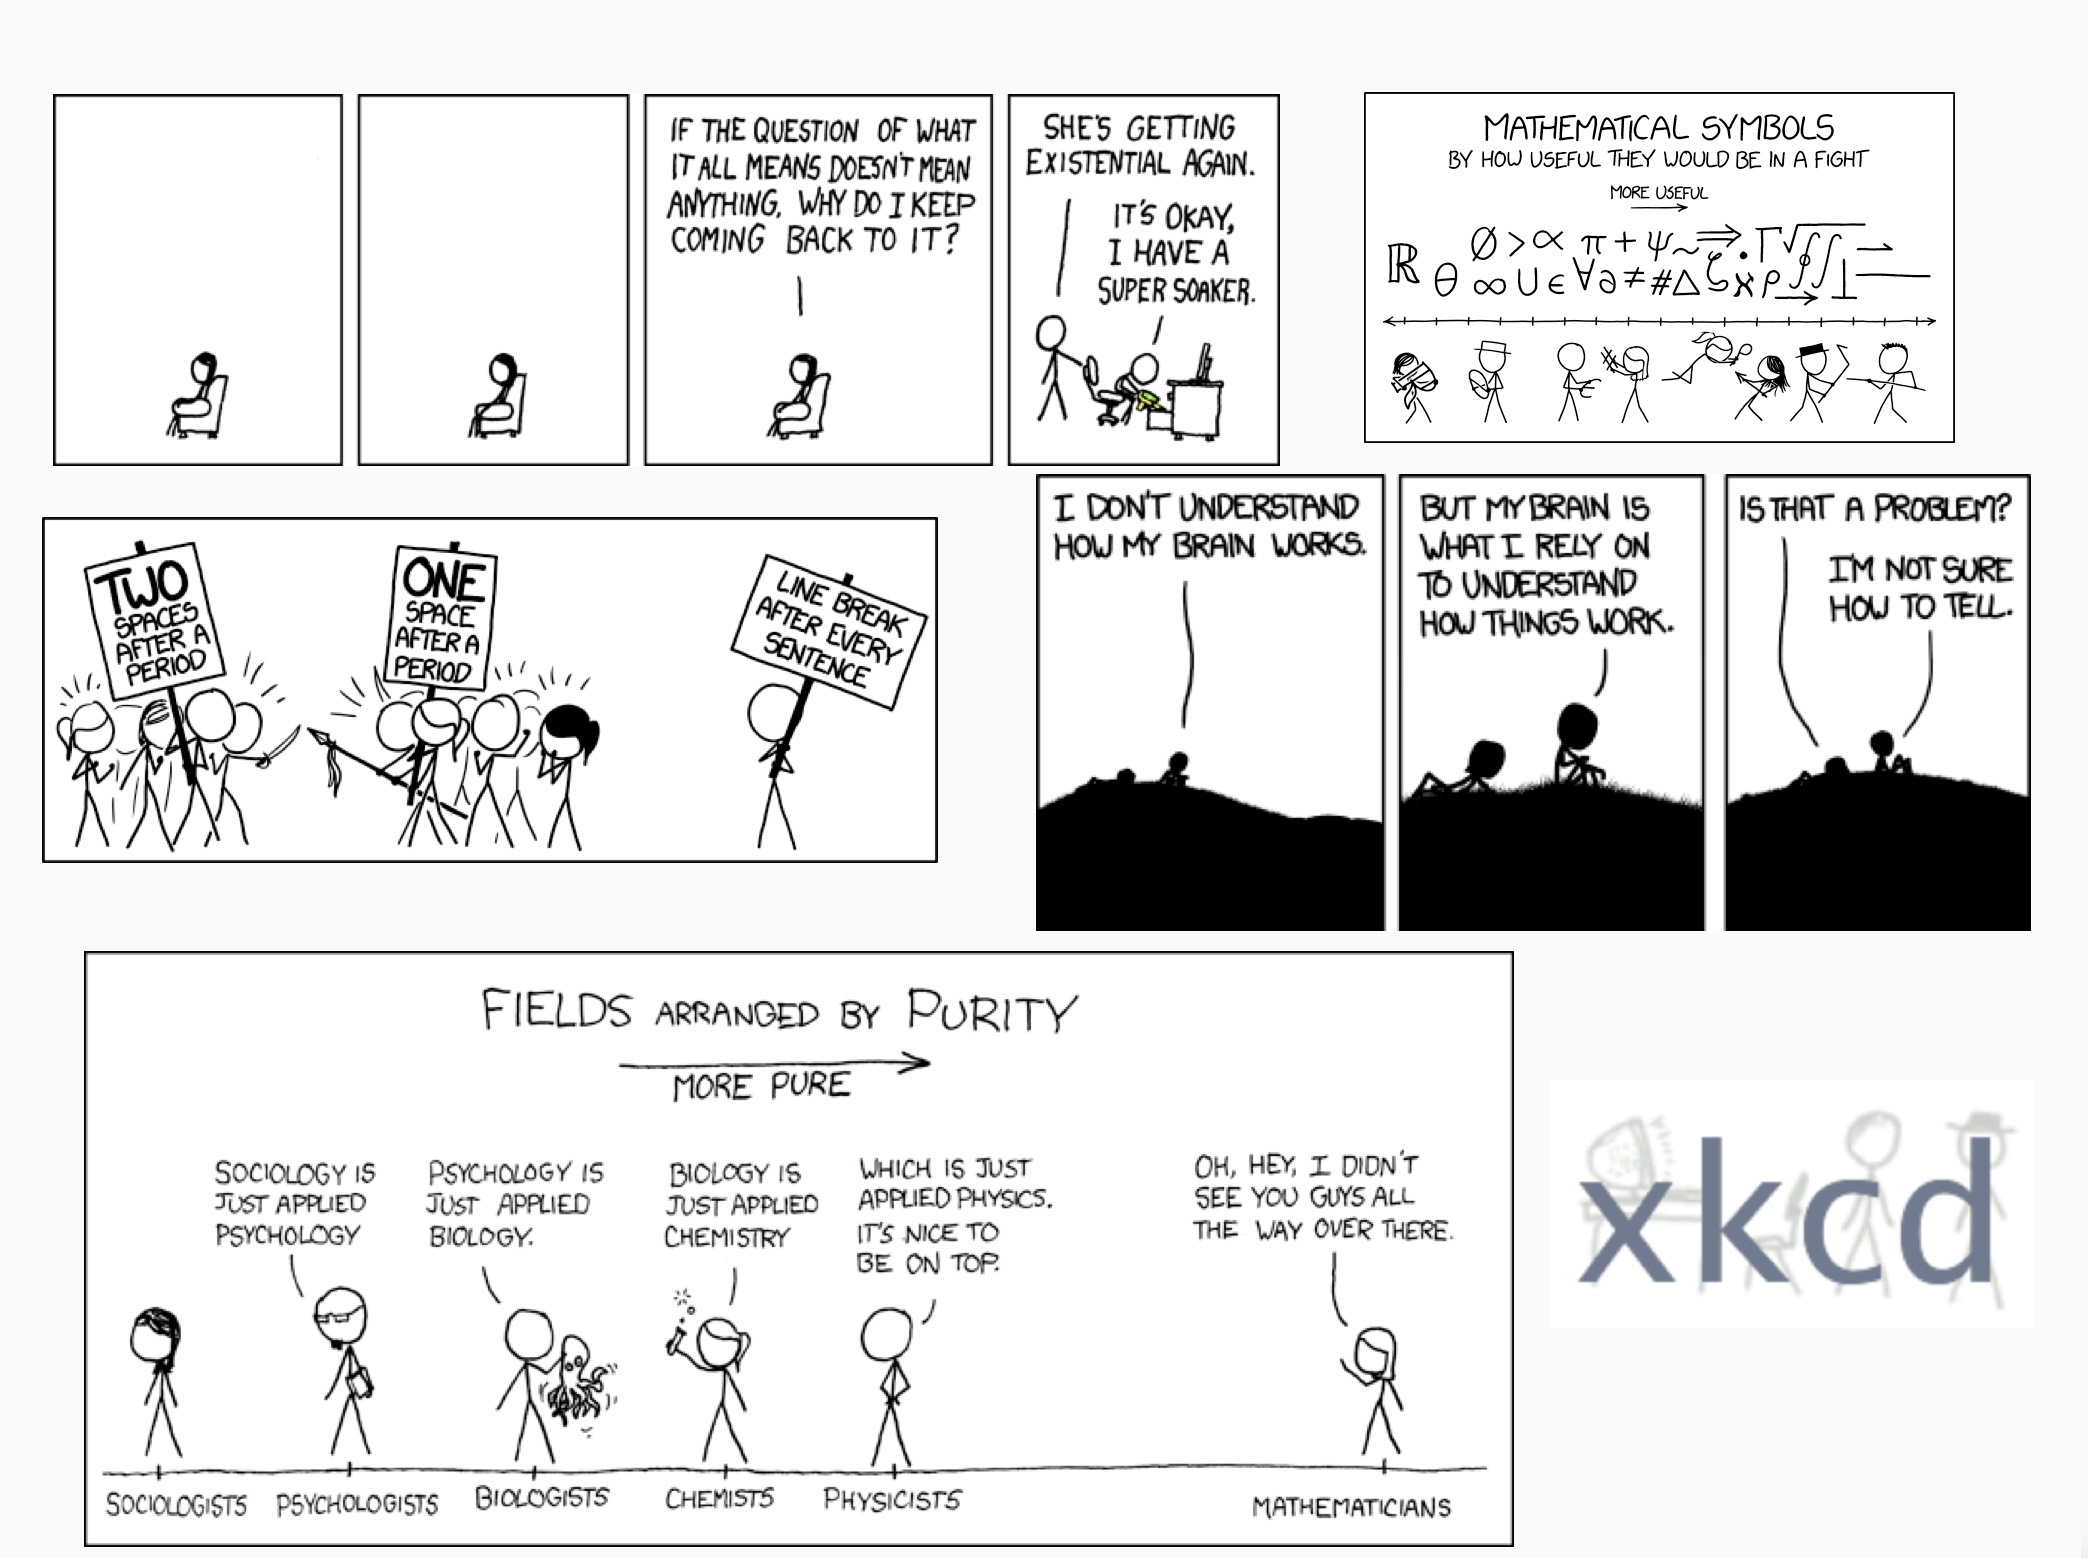 IF THE QUESTION OF WHAT
IT ALL MEANS DOESN'T MEAN
ANYTHING, WHY DO I KEEP
COMING BACK TO IT?
SHE'S GETTING
EXISTENTIAL AGAIN.
IT'S OKAY,
I HAVE A
SUPER SOAKER.
MATHEMATICAL SYMBOLS
BY HOW USEFUL THEY WOULD BE IN A FIGHT
MORE USEFUL
TWO
SPACES
AFTER A
PERIOD
ONE
SPACE
AFTER A
PERIOD
LINE BREAK
AFTER EVERY
SENTENCE
I DON'T UNDERSTAND
HOW MY BRAIN WORKS.
BUT MY BRAIN IS
WHAT I RELY ON
TO UNDERSTAND
HOW THINGS WORK.
IS THAT A PROBLEM?
I'M NOT SURE
HOW TO TELL.
FIELDS ARRANGED BY PURITY
MORE PURE
SOCIOLOGY IS
JUST APPLIED
PSYCHOLOGY
PSYCHOLOGY IS
JUST APPLIED
BIOLOGY.
BIOLOGY IS
JUST APPLIED
CHEMISTRY
WHICH IS JUST
APPLIED PHYSICS.
IT'S NICE TO
BE ON TOP.
OH, HEY, I DIDN'T
SEE YOU GUYS ALL
THE WAY OVER THERE.
SOCIOLOGISTS
PSYCHOLOGISTS
BIOLOGISTS
CHEMISTS
PHYSICISTS
MATHEMATICIANS
xkcd